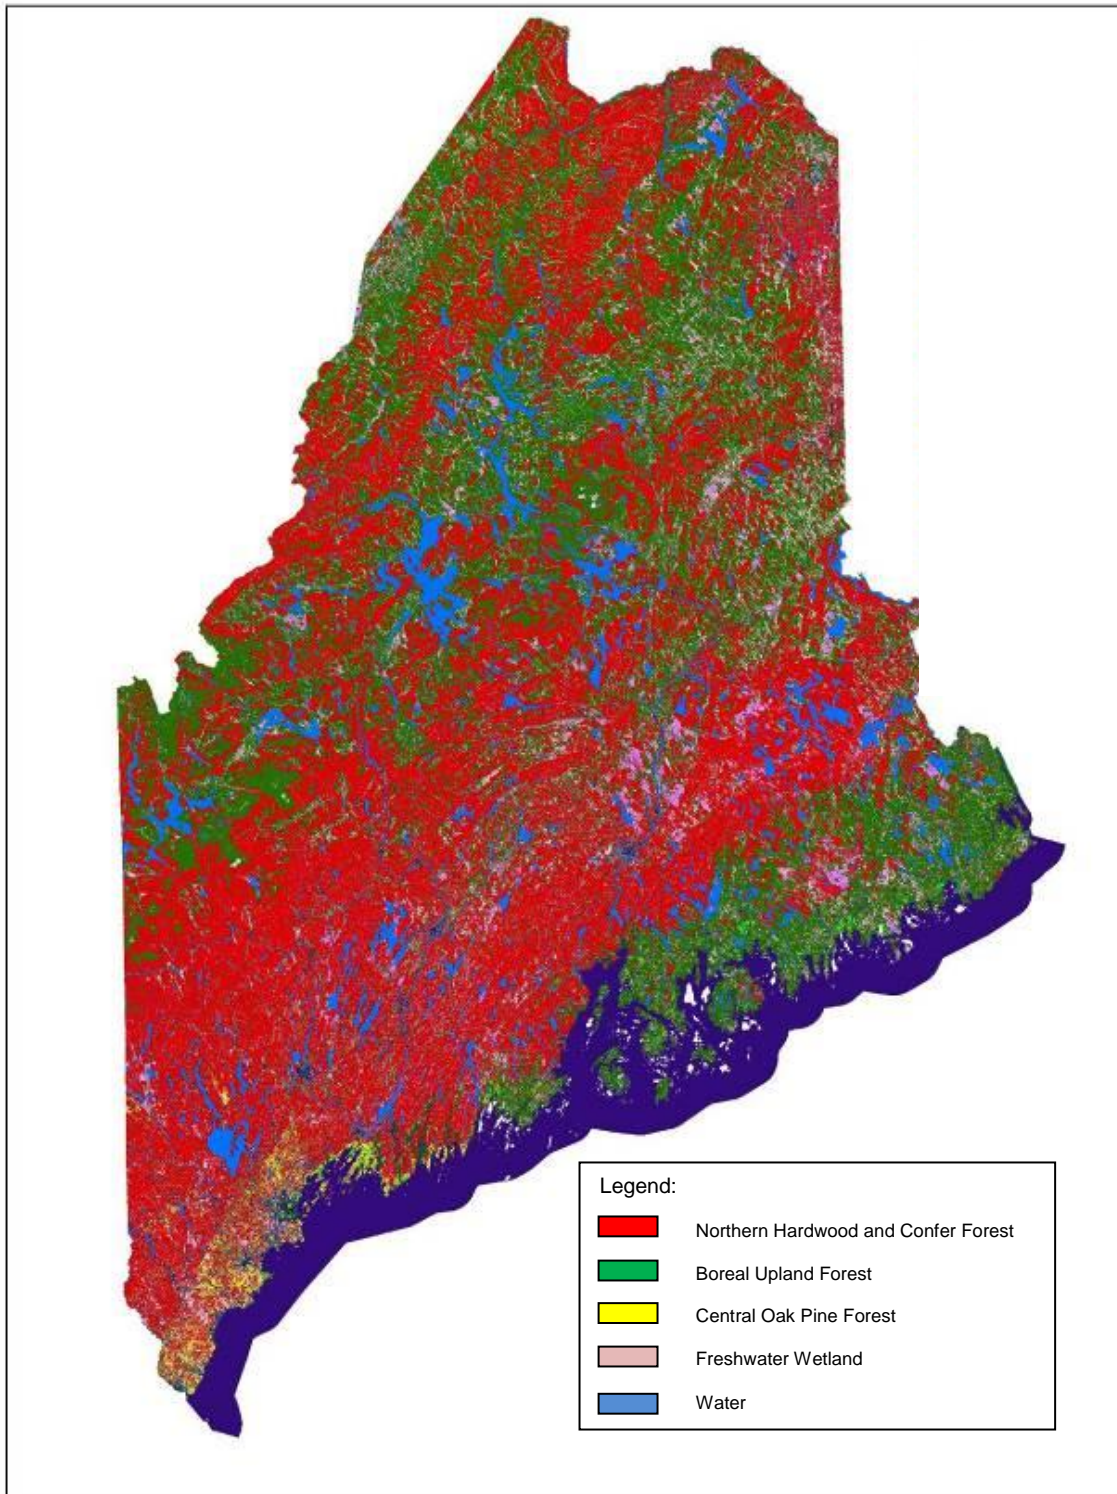 Legend:
Northern Hardwood and Confer Forest
Boreal Upland Forest
Central Oak Pine Forest
Freshwater Wetland
Water